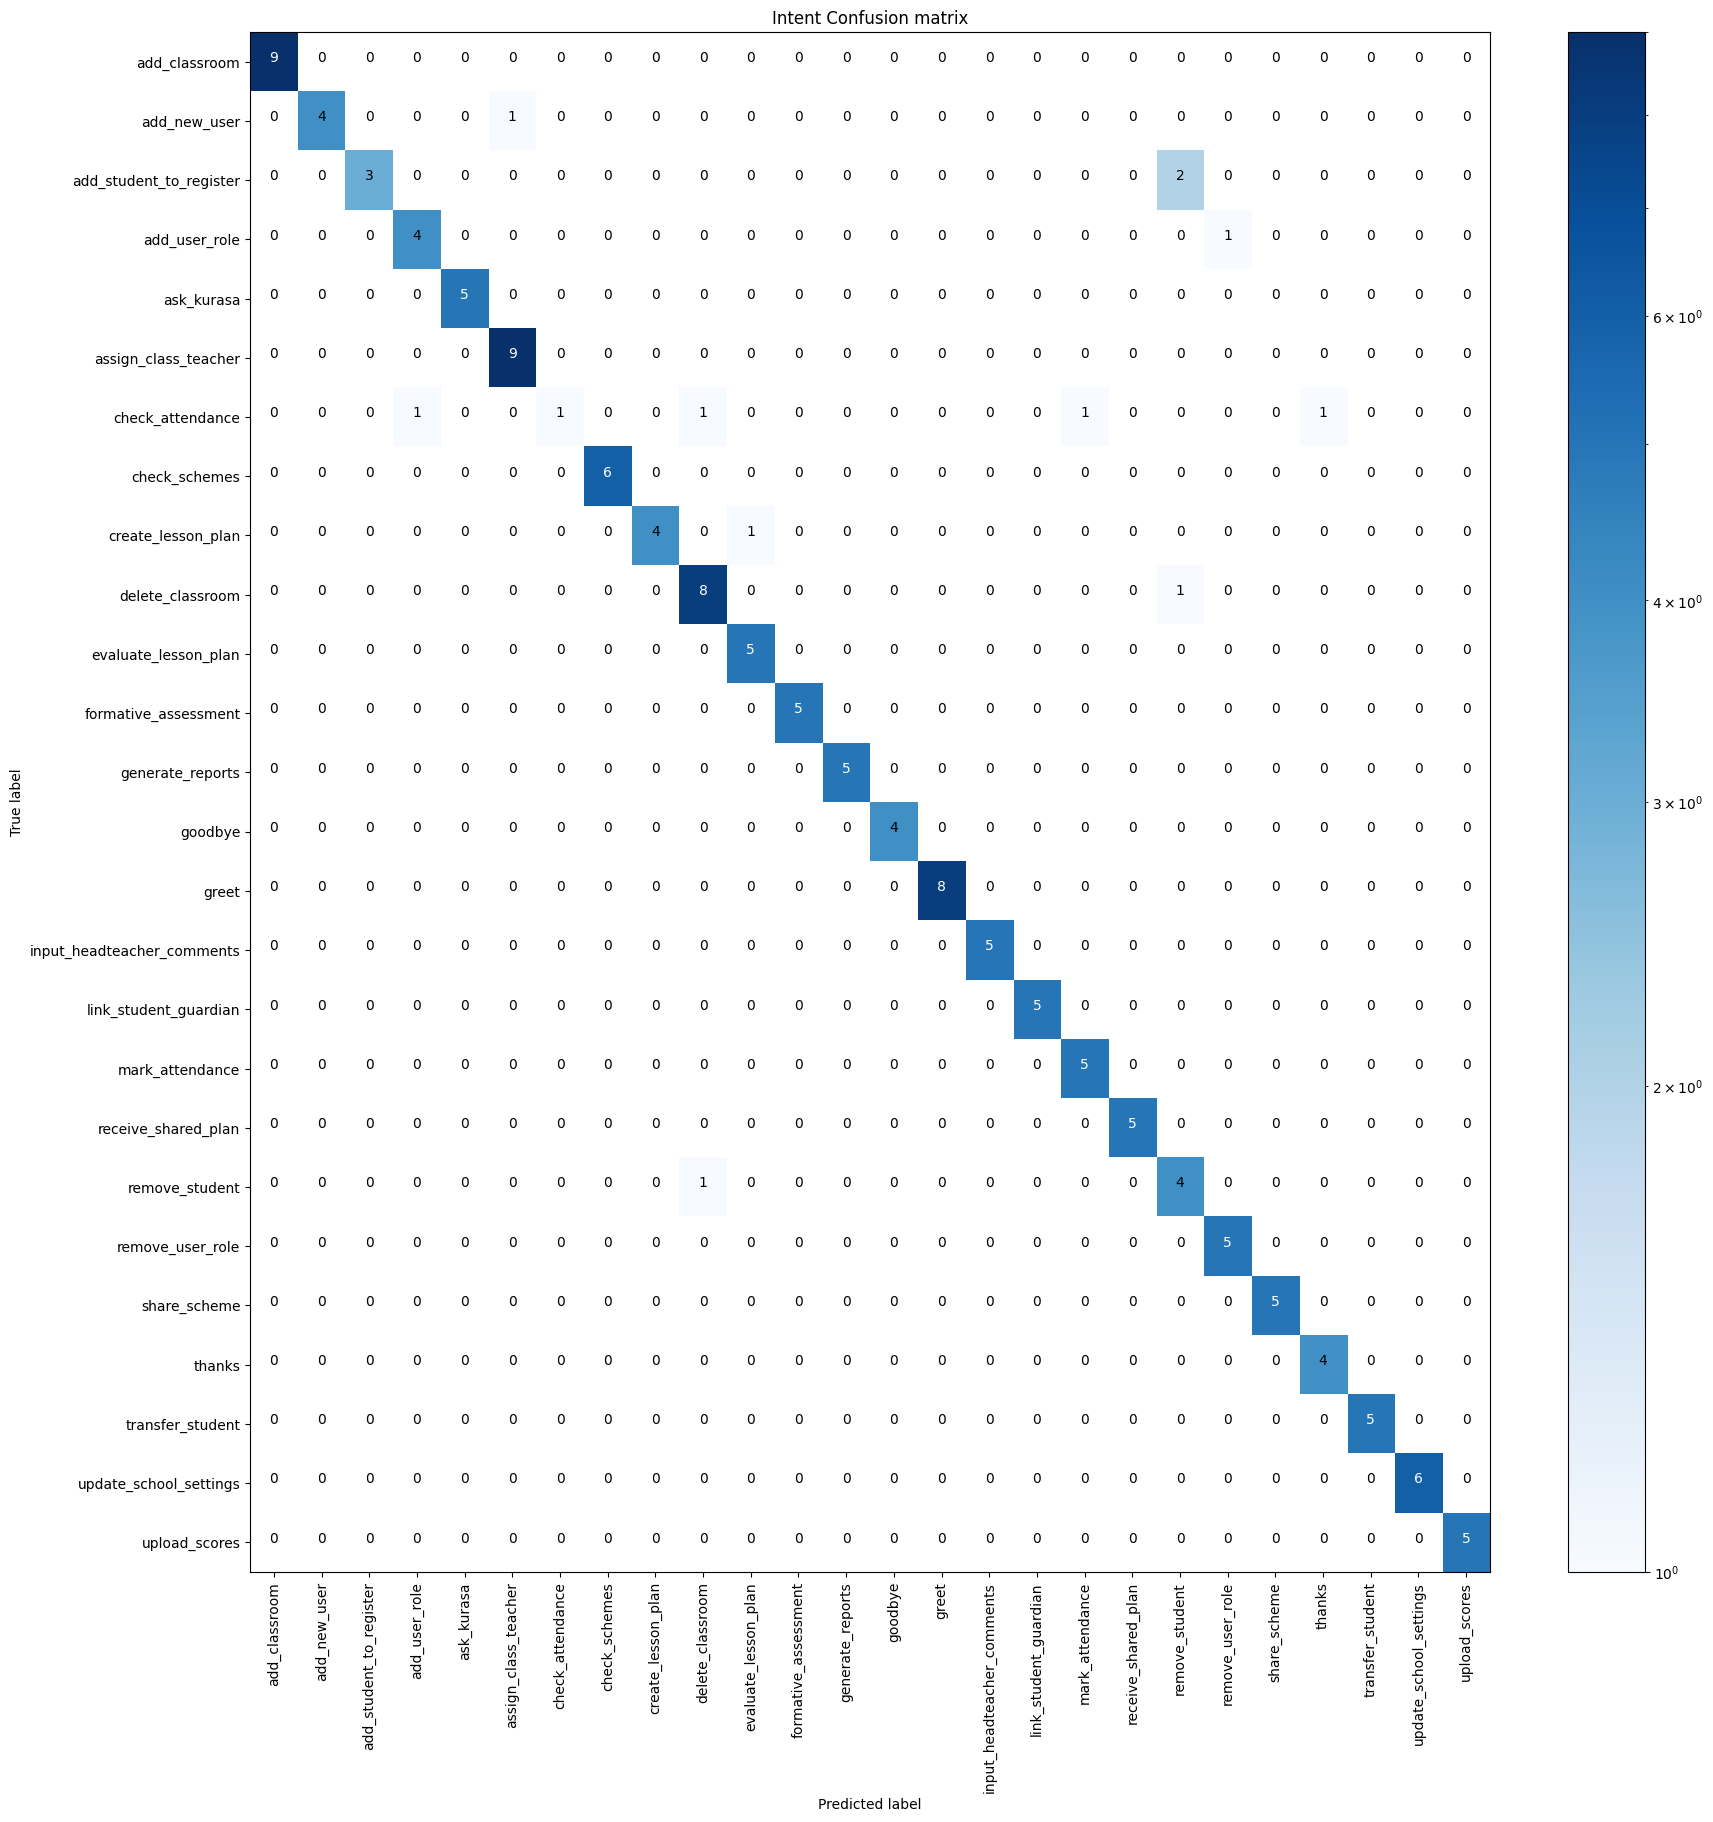 Intent Confusion matrix
add_classroom 9 0 0 0 0 0 0 0 0 0 0 0 0 0 0 0 0 0 0 0 0 0 0 0 0 0
add_new_user 0 4 0 0 0 1 0 0 0 0 0 0 0 0 0 0 0 0 0 0 0 0 0 0 0 0
add_student_to_register 0 0 3 0 0 0 0 0 0 0 0 0 0 0 0 0 0 0 0 2 0 0 0 0 0 0
add_user_role 0 0 0 4 0 0 0 0 0 0 0 0 0 0 0 0 0 0 0 0 1 0 0 0 0 0
ask_kurasa 0 0 0 0 5 0 0 0 0 0 0 0 0 0 0 0 0 0 0 0 0 0 0 0 0 0
6 × 10⁰
assign_class_teacher 0 0 0 0 0 9 0 0 0 0 0 0 0 0 0 0 0 0 0 0 0 0 0 0 0 0
check_attendance 0 0 0 1 0 0 1 0 0 1 0 0 0 0 0 0 0 1 0 0 0 0 1 0 0 0
check_schemes 0 0 0 0 0 0 0 6 0 0 0 0 0 0 0 0 0 0 0 0 0 0 0 0 0 0
create_lesson_plan 0 0 0 0 0 0 0 0 4 0 1 0 0 0 0 0 0 0 0 0 0 0 0 0 0 0
delete_classroom 0 0 0 0 0 0 0 0 0 8 0 0 0 0 0 0 0 0 0 1 0 0 0 0 0 0
4 × 10⁰
evaluate_lesson_plan 0 0 0 0 0 0 0 0 0 0 5 0 0 0 0 0 0 0 0 0 0 0 0 0 0 0
formative_assessment 0 0 0 0 0 0 0 0 0 0 0 5 0 0 0 0 0 0 0 0 0 0 0 0 0 0
generate_reports 0 0 0 0 0 0 0 0 0 0 0 0 5 0 0 0 0 0 0 0 0 0 0 0 0 0
True label
3 × 10⁰
goodbye 0 0 0 0 0 0 0 0 0 0 0 0 0 4 0 0 0 0 0 0 0 0 0 0 0 0
greet 0 0 0 0 0 0 0 0 0 0 0 0 0 0 8 0 0 0 0 0 0 0 0 0 0 0
input_headteacher_comments 0 0 0 0 0 0 0 0 0 0 0 0 0 0 0 5 0 0 0 0 0 0 0 0 0 0
link_student_guardian 0 0 0 0 0 0 0 0 0 0 0 0 0 0 0 0 5 0 0 0 0 0 0 0 0 0
mark_attendance 0 0 0 0 0 0 0 0 0 0 0 0 0 0 0 0 0 5 0 0 0 0 0 0 0 0
2 × 10⁰
receive_shared_plan 0 0 0 0 0 0 0 0 0 0 0 0 0 0 0 0 0 0 5 0 0 0 0 0 0 0
remove_student 0 0 0 0 0 0 0 0 0 1 0 0 0 0 0 0 0 0 0 4 0 0 0 0 0 0
remove_user_role 0 0 0 0 0 0 0 0 0 0 0 0 0 0 0 0 0 0 0 0 5 0 0 0 0 0
share_scheme 0 0 0 0 0 0 0 0 0 0 0 0 0 0 0 0 0 0 0 0 0 5 0 0 0 0
thanks 0 0 0 0 0 0 0 0 0 0 0 0 0 0 0 0 0 0 0 0 0 0 4 0 0 0
transfer_student 0 0 0 0 0 0 0 0 0 0 0 0 0 0 0 0 0 0 0 0 0 0 0 5 0 0
update_school_settings 0 0 0 0 0 0 0 0 0 0 0 0 0 0 0 0 0 0 0 0 0 0 0 0 6 0
upload_scores 0 0 0 0 0 0 0 0 0 0 0 0 0 0 0 0 0 0 0 0 0 0 0 0 0 5
10⁰
add_classroom
add_new_user
add_student_to_register
add_user_role
ask_kurasa
assign_class_teacher
check_attendance
check_schemes
create_lesson_plan
delete_classroom
evaluate_lesson_plan
formative_assessment
generate_reports
goodbye
greet
input_headteacher_comments
link_student_guardian
mark_attendance
receive_shared_plan
remove_student
remove_user_role
share_scheme
thanks
transfer_student
update_school_settings
upload_scores
Predicted label